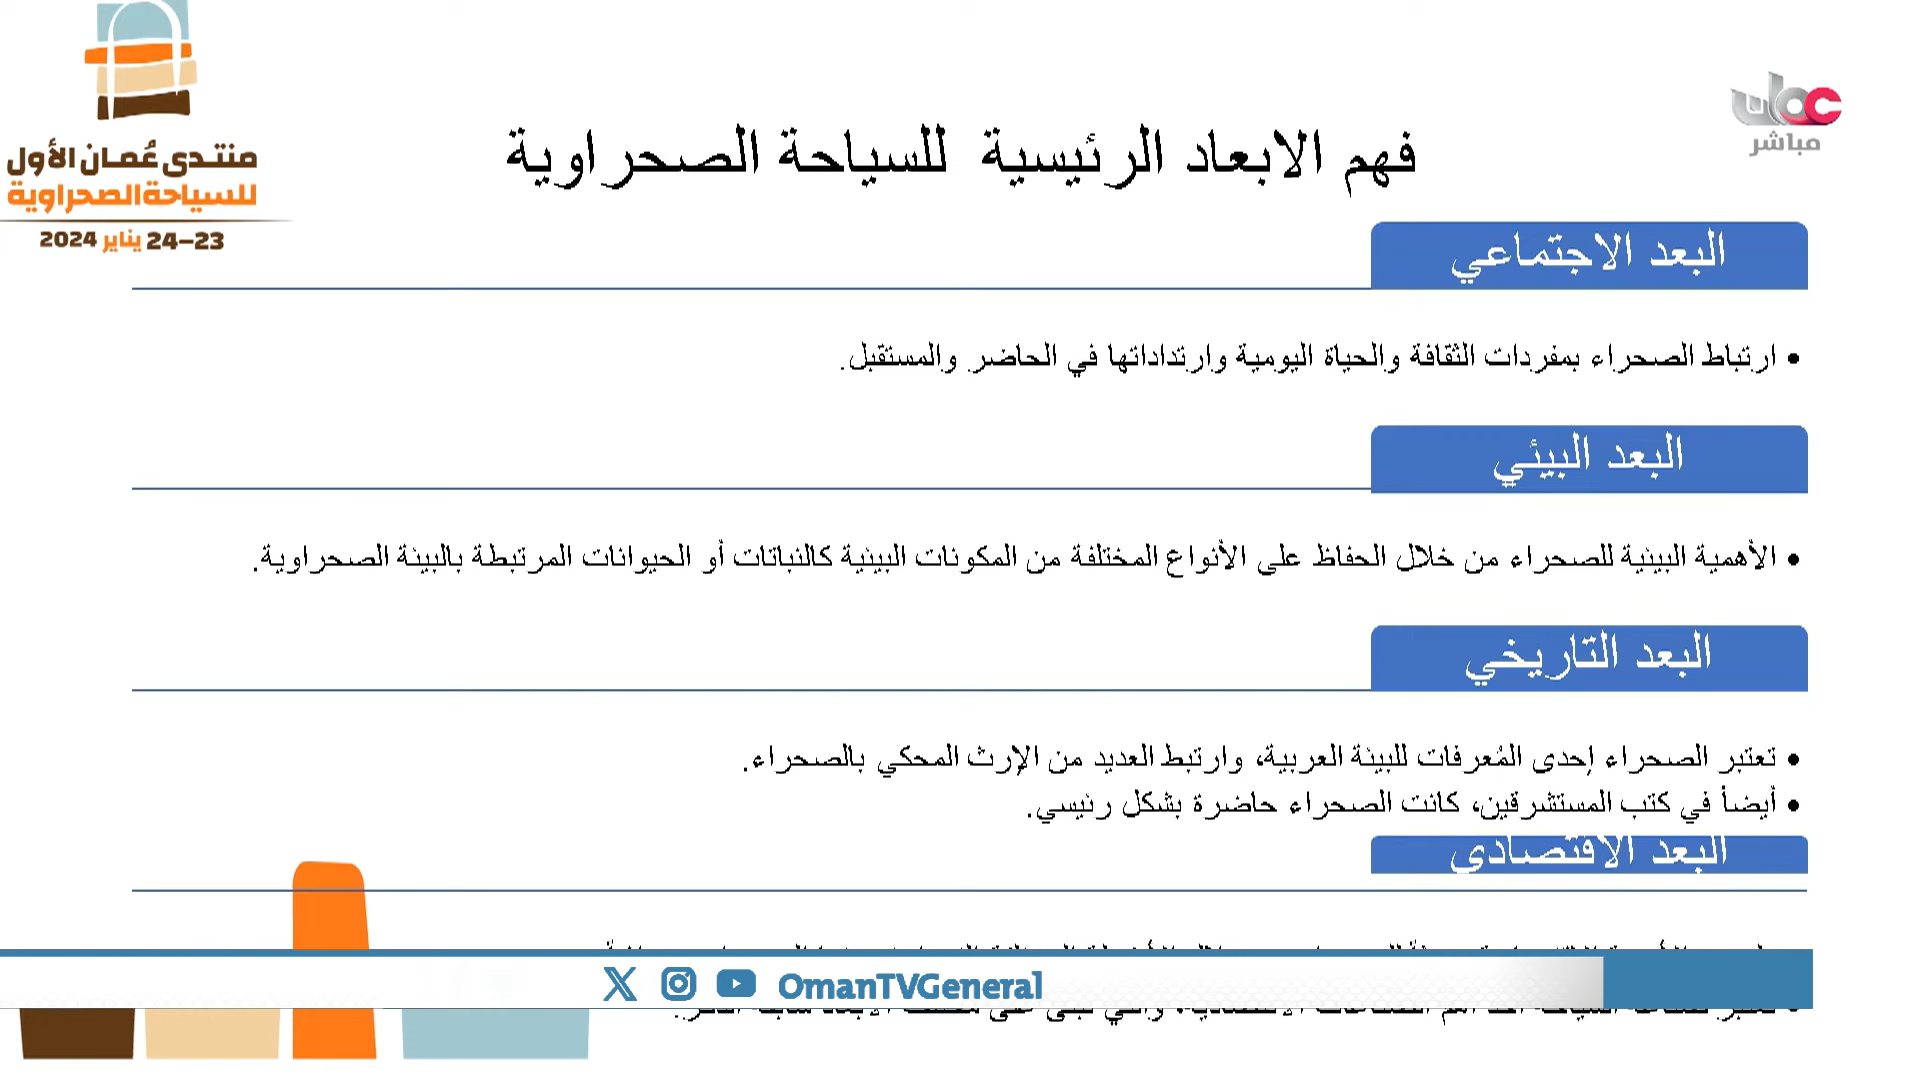 منتدى عُمان الأول
للسياحة الصحراوية
23–24 يناير 2024
عمان
مباشر
فهم الابعاد الرئيسية للسياحة الصحراوية
البعد الاجتماعي
• ارتباط الصحراء بمفردات الثقافة والحياة اليومية وارتداداتها في الحاضر والمستقبل.
البعد البيئي
• الأهمية البيئية للصحراء من خلال الحفاظ على الأنواع المختلفة من المكونات البيئية كالنباتات أو الحيوانات المرتبطة بالبيئة الصحراوية.
البعد التاريخي
• تعتبر الصحراء إحدى المُعرفات للبيئة العربية، وارتبط العديد من الإرث المحكي بالصحراء.
• أيضاً في كتب المستشرقين، كانت الصحراء حاضرة بشكل رئيسي.
البعد الاقتصادي
OmanTVGeneral